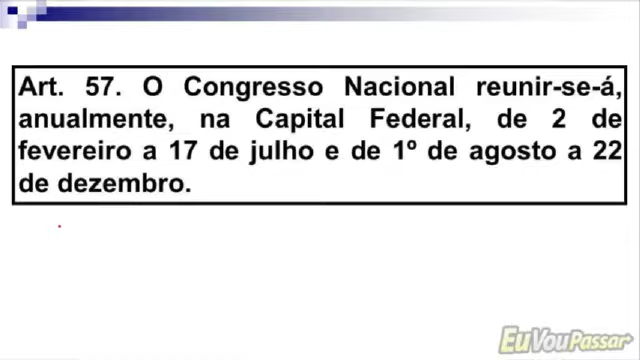 Art. 57. O Congresso Nacional reunir-se-á,
anualmente, na Capital Federal, de 2 de
fevereiro a 17 de julho e de 1º de agosto a 22
de dezembro.
EuVouPassar